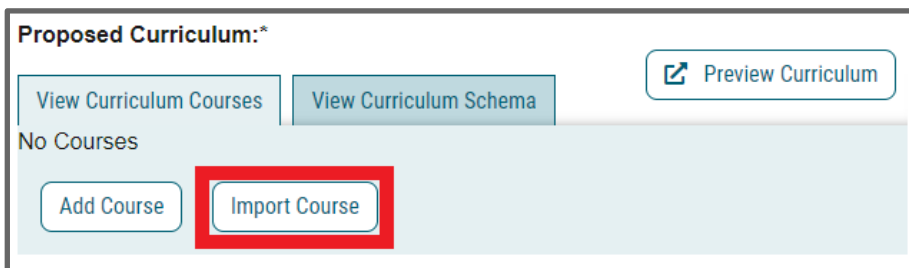 Proposed Curriculum:*
Preview Curriculum
View Curriculum Courses
View Curriculum Schema
No Courses
Add Course
Import Course